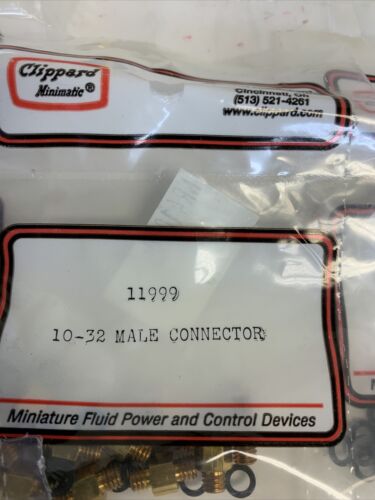 Clippard
Minimatic®
Cincinnati, OH
(513) 521-4261
www.clippard.com
11999
10-32 MALE CONNECTOR
Miniature Fluid Power and Control Devices